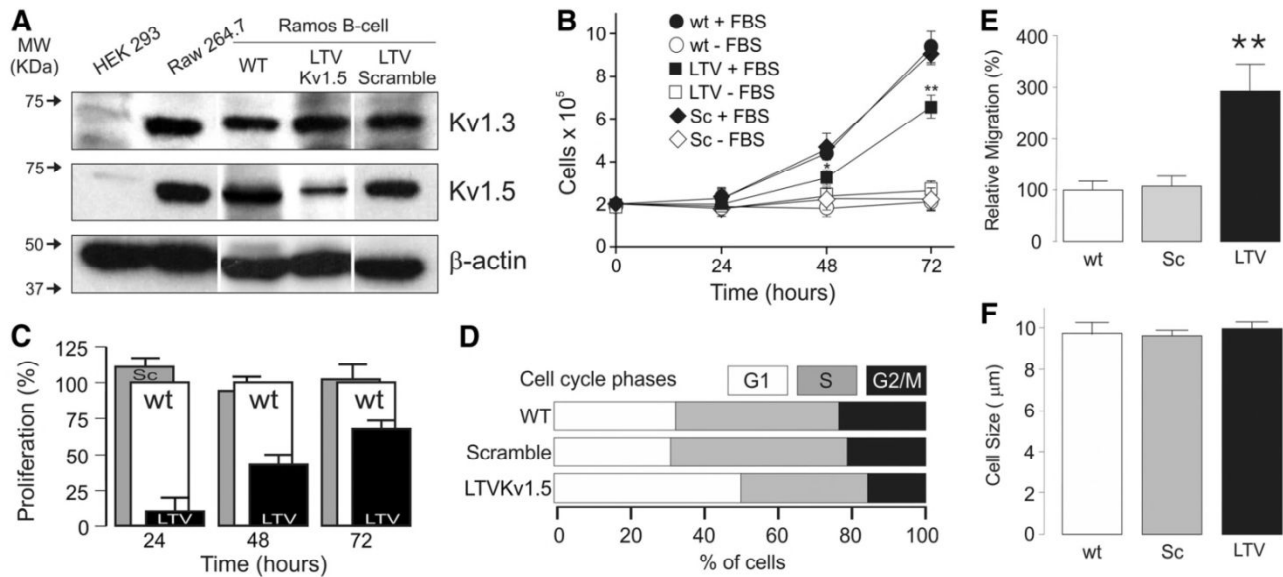 A
MW
(KDa)
HEK 293
Raw 264.7
Ramos B-cell
WT
LTV
Kv1.5
LTV
Scramble
75
Kv1.3
75
Kv1.5
50
37
β-actin
B
wt + FBS
wt - FBS
LTV + FBS
LTV - FBS
Sc + FBS
Sc - FBS
Cells x 10⁵
10
8
6
4
2
0
*
**
0
24
48
72
Time (hours)
C
Proliferation (%)
125
100
75
50
25
0
Sc
wt
LTV
wt
LTV
wt
LTV
24
48
72
Time (hours)
D
Cell cycle phases
G1
S
G2/M
WT
Scramble
LTVKv1.5
0
20
40
60
80
100
% of cells
E
Relative Migration (%)
400
300
200
100
0
**
wt
Sc
LTV
F
Cell Size ( μm)
10
8
6
4
2
0
wt
Sc
LTV